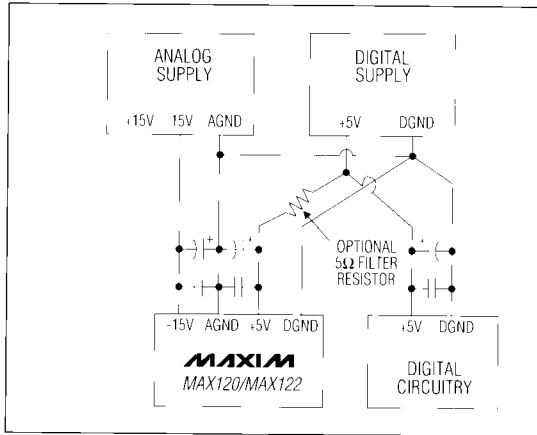 ANALOG
SUPPLY
DIGITAL
SUPPLY
+15V 15V AGND
+5V DGND
OPTIONAL
5Ω FILTER
RESISTOR
-15V AGND +5V DGND
MAXIM
MAX120/MAX122
+5V DGND
DIGITAL
CIRCUITRY